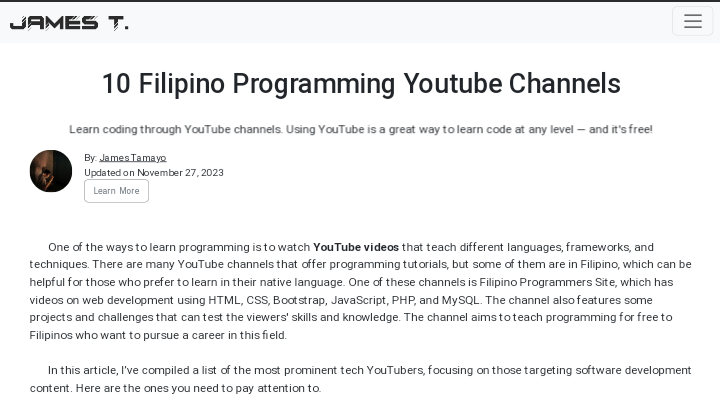 JAMES T.
10 Filipino Programming Youtube Channels
Learn coding through YouTube channels. Using YouTube is a great way to learn code at any level — and it's free!
By: James Tamayo
Updated on November 27, 2023
Learn More
One of the ways to learn programming is to watch YouTube videos that teach different languages, frameworks, and
techniques. There are many YouTube channels that offer programming tutorials, but some of them are in Filipino, which can be
helpful for those who prefer to learn in their native language. One of these channels is Filipino Programmers Site, which has
videos on web development using HTML, CSS, Bootstrap, JavaScript, PHP, and MySQL. The channel also features some
projects and challenges that can test the viewers' skills and knowledge. The channel aims to teach programming for free to
Filipinos who want to pursue a career in this field.
In this article, I've compiled a list of the most prominent tech YouTubers, focusing on those targeting software development
content. Here are the ones you need to pay attention to.